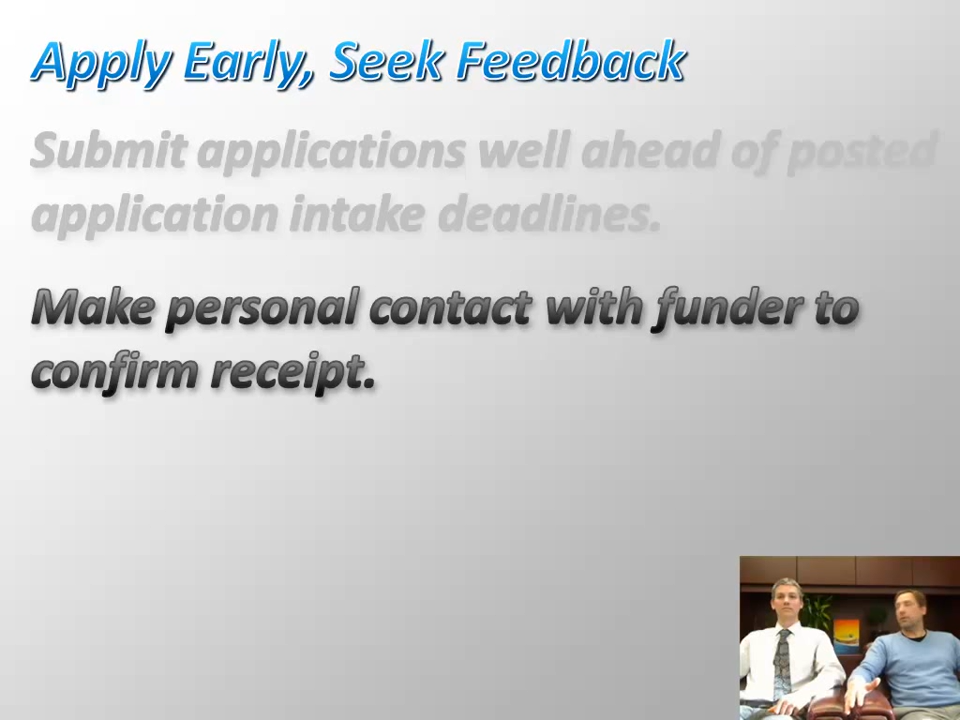 Apply Early, Seek Feedback
Submit applications well ahead of posted
application intake deadlines.
Make personal contact with funder to
confirm receipt.